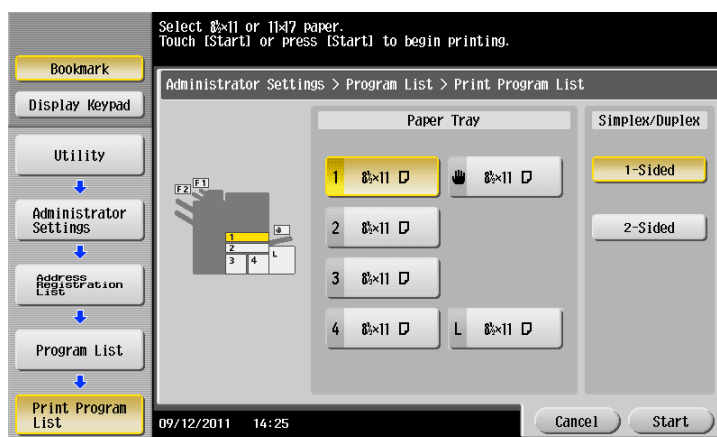 Select 8½×11 or 11×17 paper.
Touch [Start] or press [Start] to begin printing.
Bookmark
Display Keypad
Utility
Administrator
Settings
Address
Registration
List
Program List
Print Program
List
Administrator Settings > Program List > Print Program List
Paper Tray
Simplex/Duplex
F2 F1
1
2
3 4 L
1 8½×11
8½×11
2 8½×11
3 8½×11
4 8½×11
L 8½×11
1-Sided
2-Sided
09/12/2011 14:25
Cancel
Start